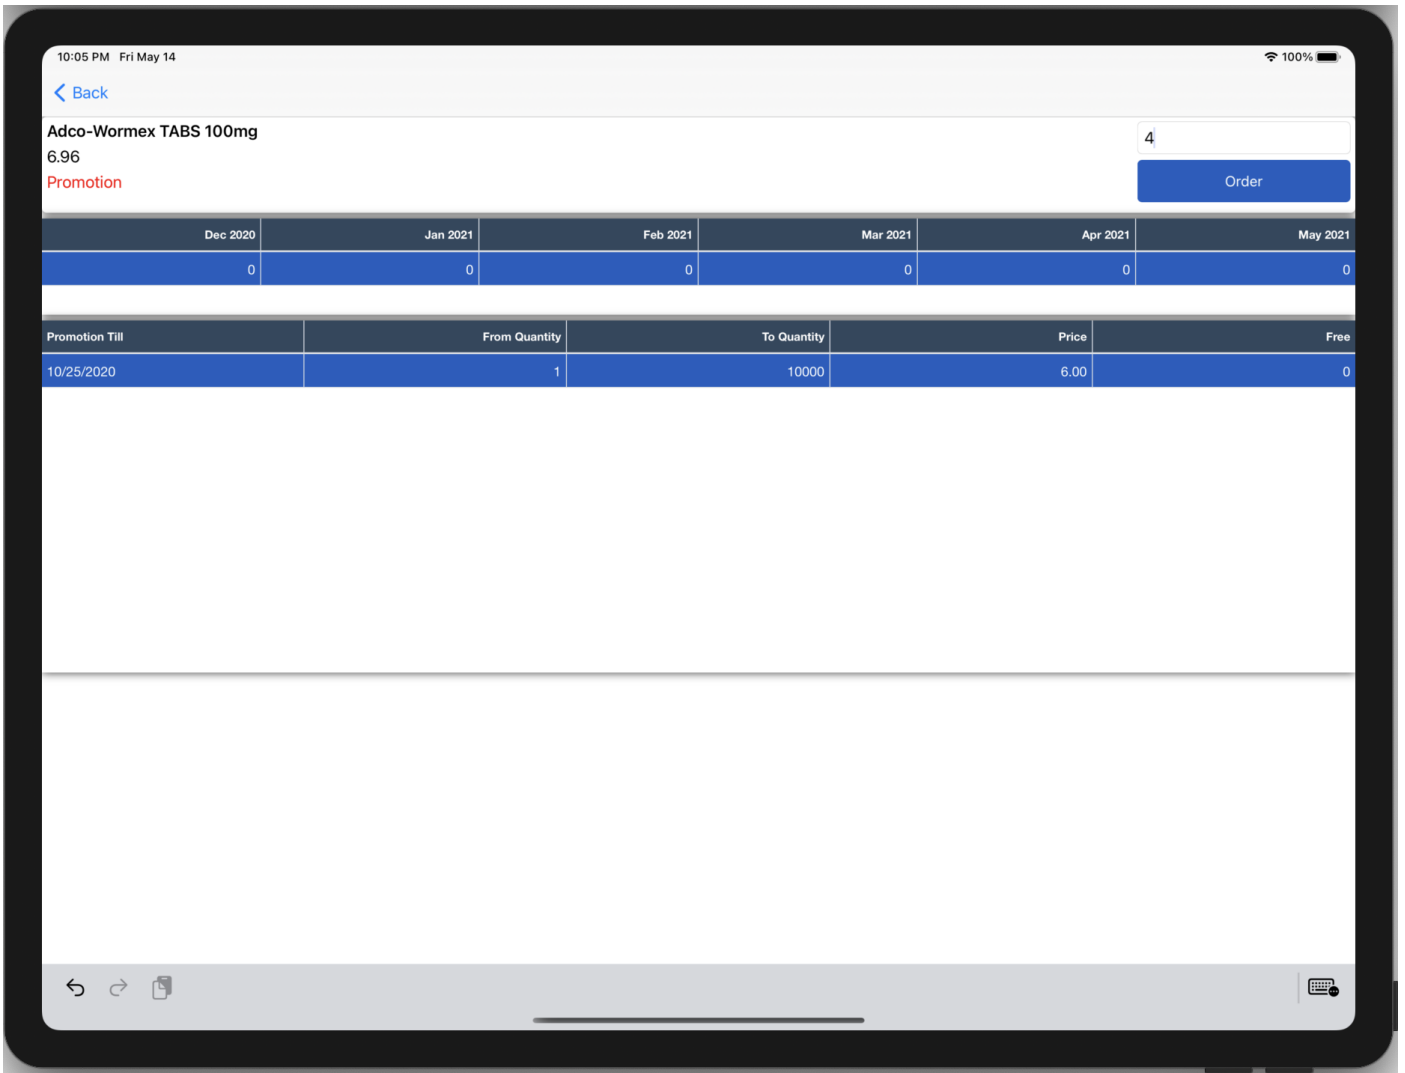 10:05 PM Fri May 14 100%
Back
Adco-Wormex TABS 100mg
6.96
Promotion
4
Order
Dec 2020 Jan 2021 Feb 2021 Mar 2021 Apr 2021 May 2021
0 0 0 0 0 0
Promotion Till From Quantity To Quantity Price Free
10/25/2020 1 10000 6.00 0